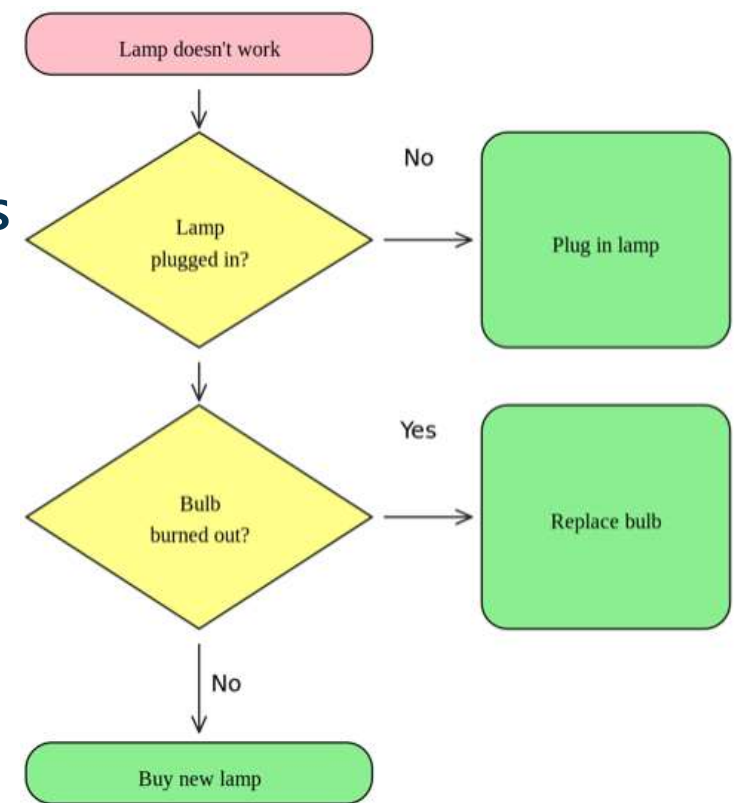 Lamp doesn't work
No
s
Lamp
plugged in?
Plug in lamp
Yes
Bulb
burned out?
Replace bulb
No
Buy new lamp